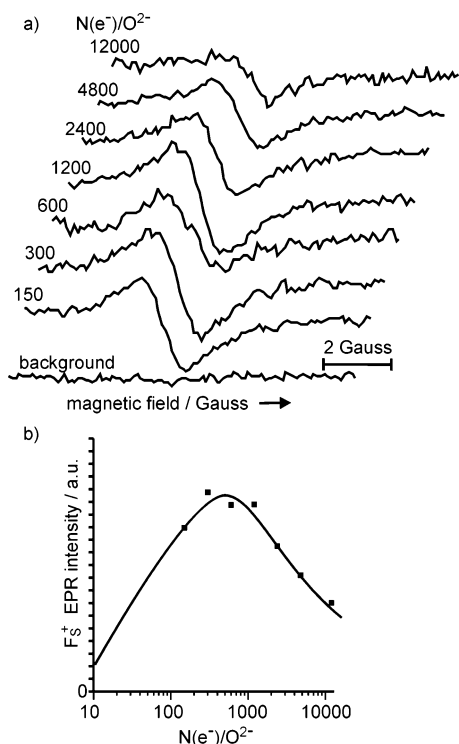 a)
N(e⁻)/O²⁻
12000
4800
2400
1200
600
300
150
background
2 Gauss
magnetic field / Gauss
b)
F_S^+ EPR intensity / a.u.
10 100 1000 10000
N(e⁻)/O²⁻